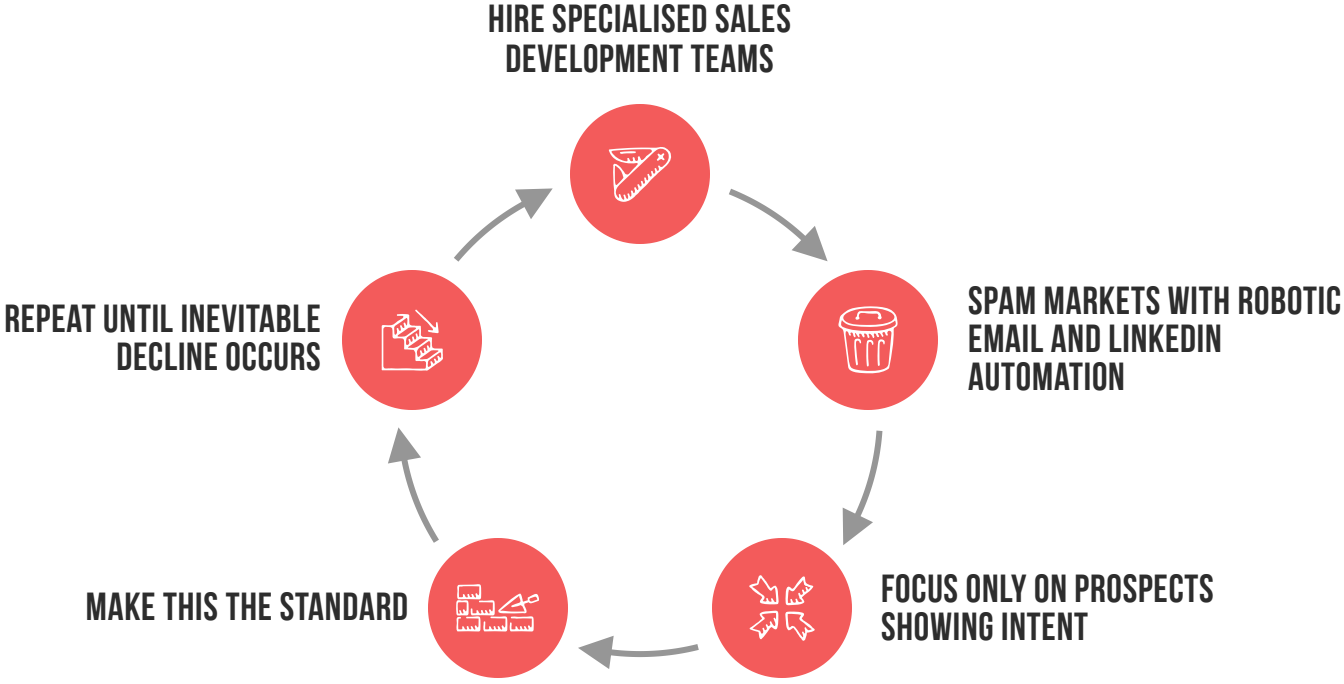 HIRE SPECIALISED SALES
DEVELOPMENT TEAMS
SPAM MARKETS WITH ROBOTIC
EMAIL AND LINKEDIN
AUTOMATION
FOCUS ONLY ON PROSPECTS
SHOWING INTENT
MAKE THIS THE STANDARD
REPEAT UNTIL INEVITABLE
DECLINE OCCURS